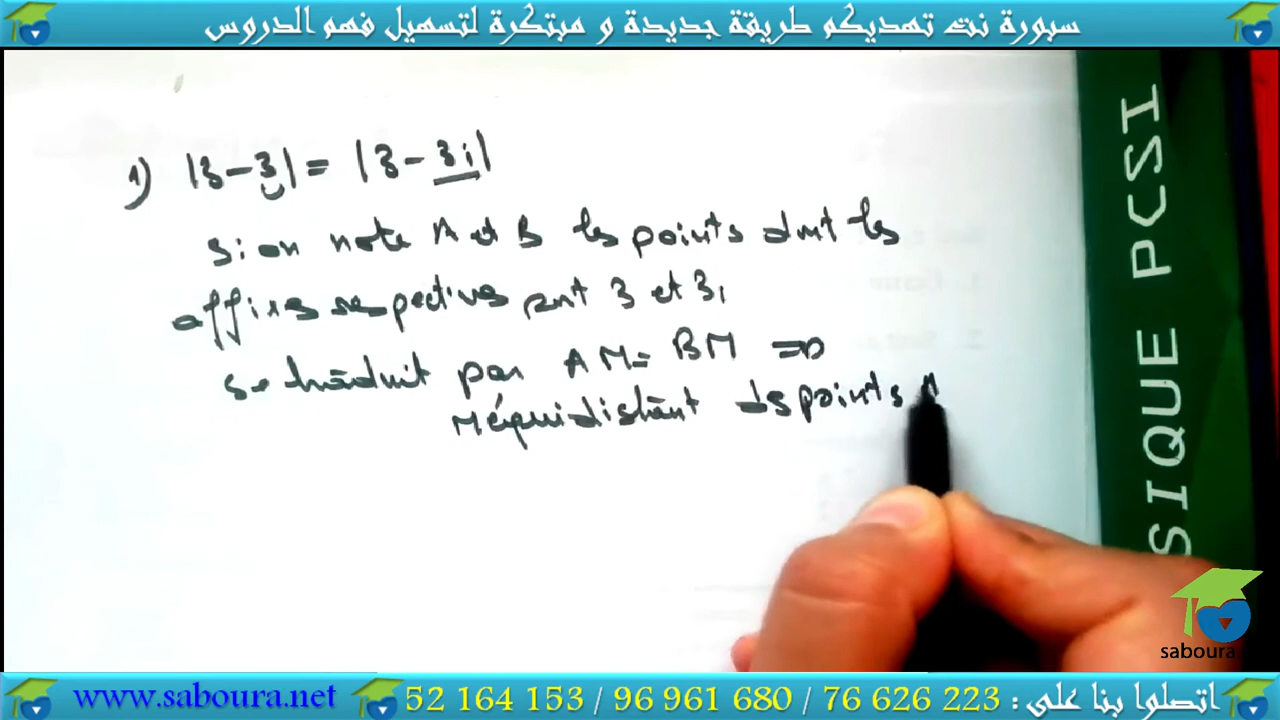 سبورة نت تهديكم طريقة جديدة و مبتكرة لتسهيل فهم الدروس
1) |z - 3| = |z - 3i|
si on note A et B les points dont les
affixes respectives sont 3 et 3i
se traduit par AM = BM =>
M équidistant des points A
SIQUE PCSI
saboura.
www.saboura.net
52 164 153 / 96 961 680 / 76 626 223 : اتصلوا بنا على